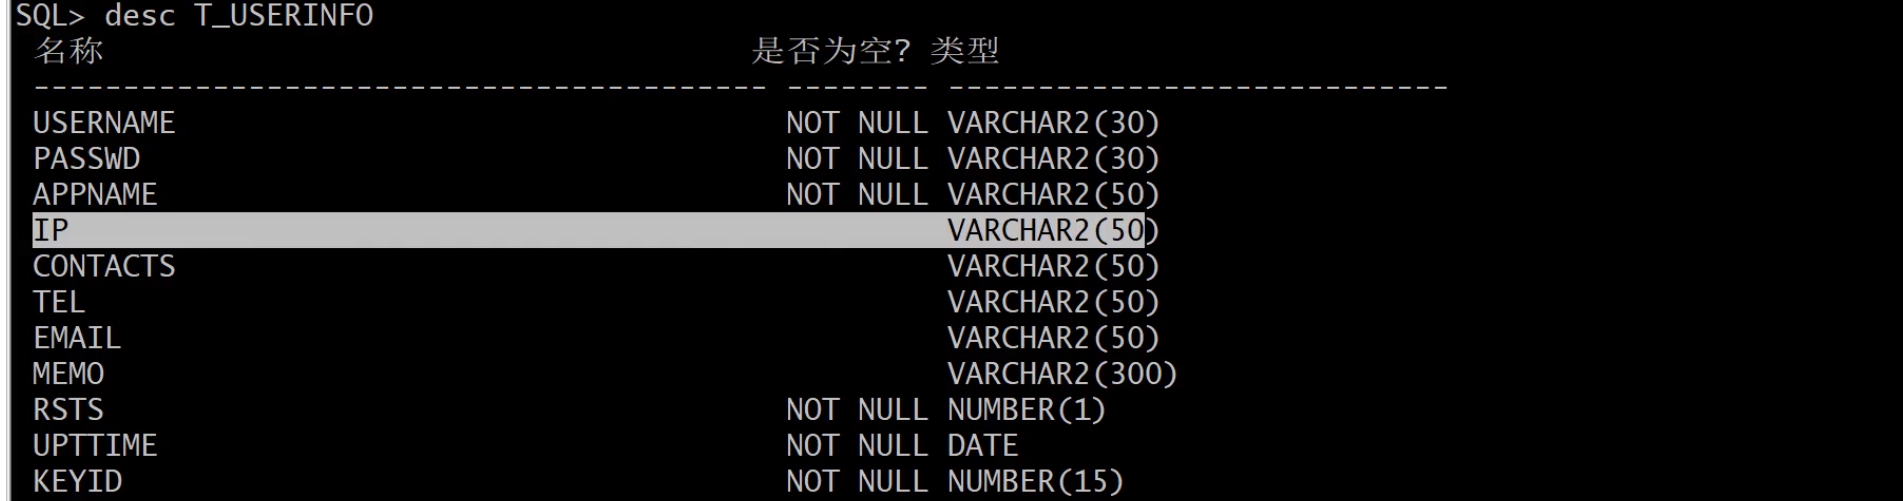 SQL> desc T_USERINFO
名称 是否为空? 类型
----------------------------------------- -------- ----------------------------
USERNAME NOT NULL VARCHAR2(30)
PASSWD NOT NULL VARCHAR2(30)
APPNAME NOT NULL VARCHAR2(50)
IP VARCHAR2(50)
CONTACTS VARCHAR2(50)
TEL VARCHAR2(50)
EMAIL VARCHAR2(50)
MEMO VARCHAR2(300)
RSTS NOT NULL NUMBER(1)
UPTTIME NOT NULL DATE
KEYID NOT NULL NUMBER(15)